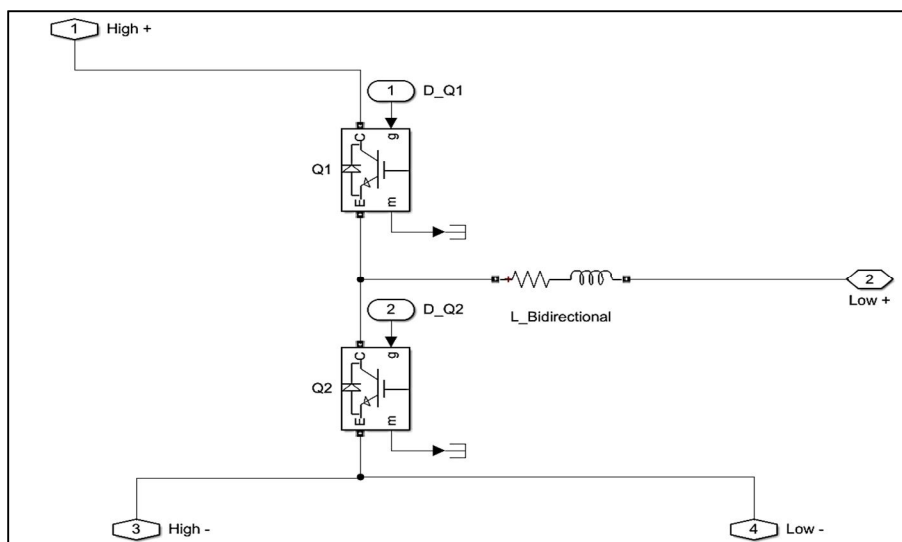 1 High +
1 D_Q1
C g
Q1
E m
2
Low +
L_Bidirectional
2 D_Q2
C g
Q2
E m
3 High -
4 Low -